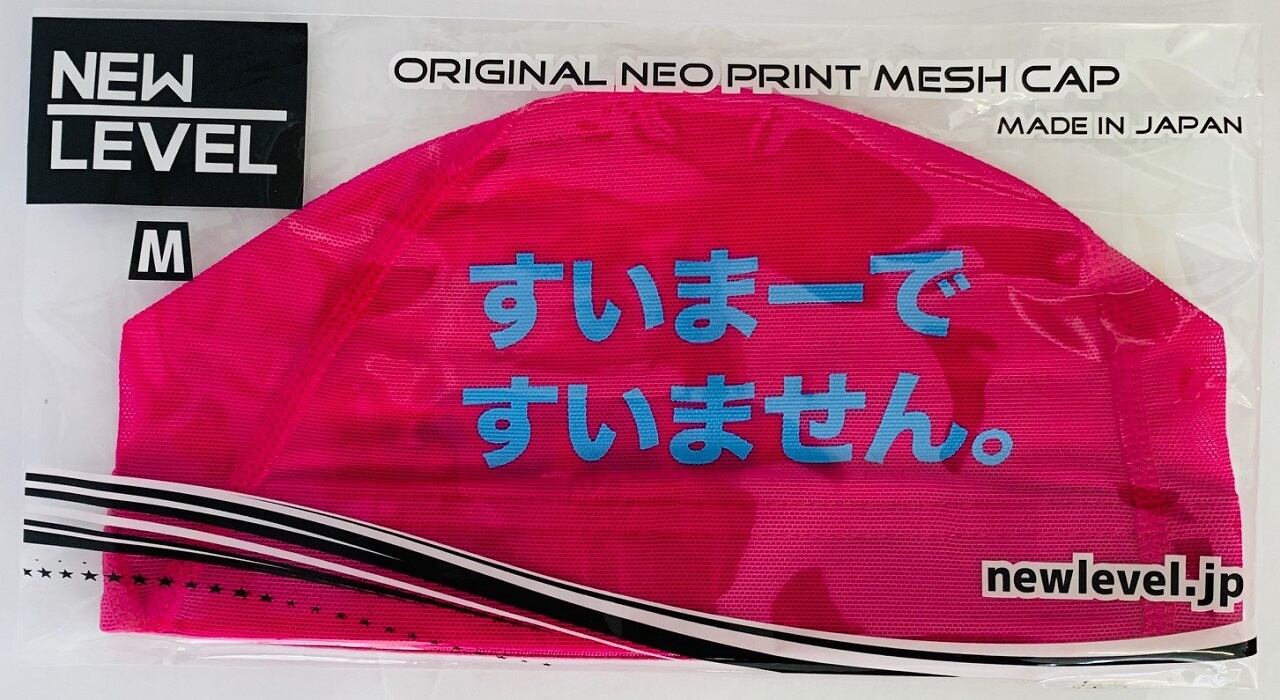 NEW
LEVEL
M
ORIGINAL NEO PRINT MESH CAP
MADE IN JAPAN
すいまーで
すいません。
newlevel.jp